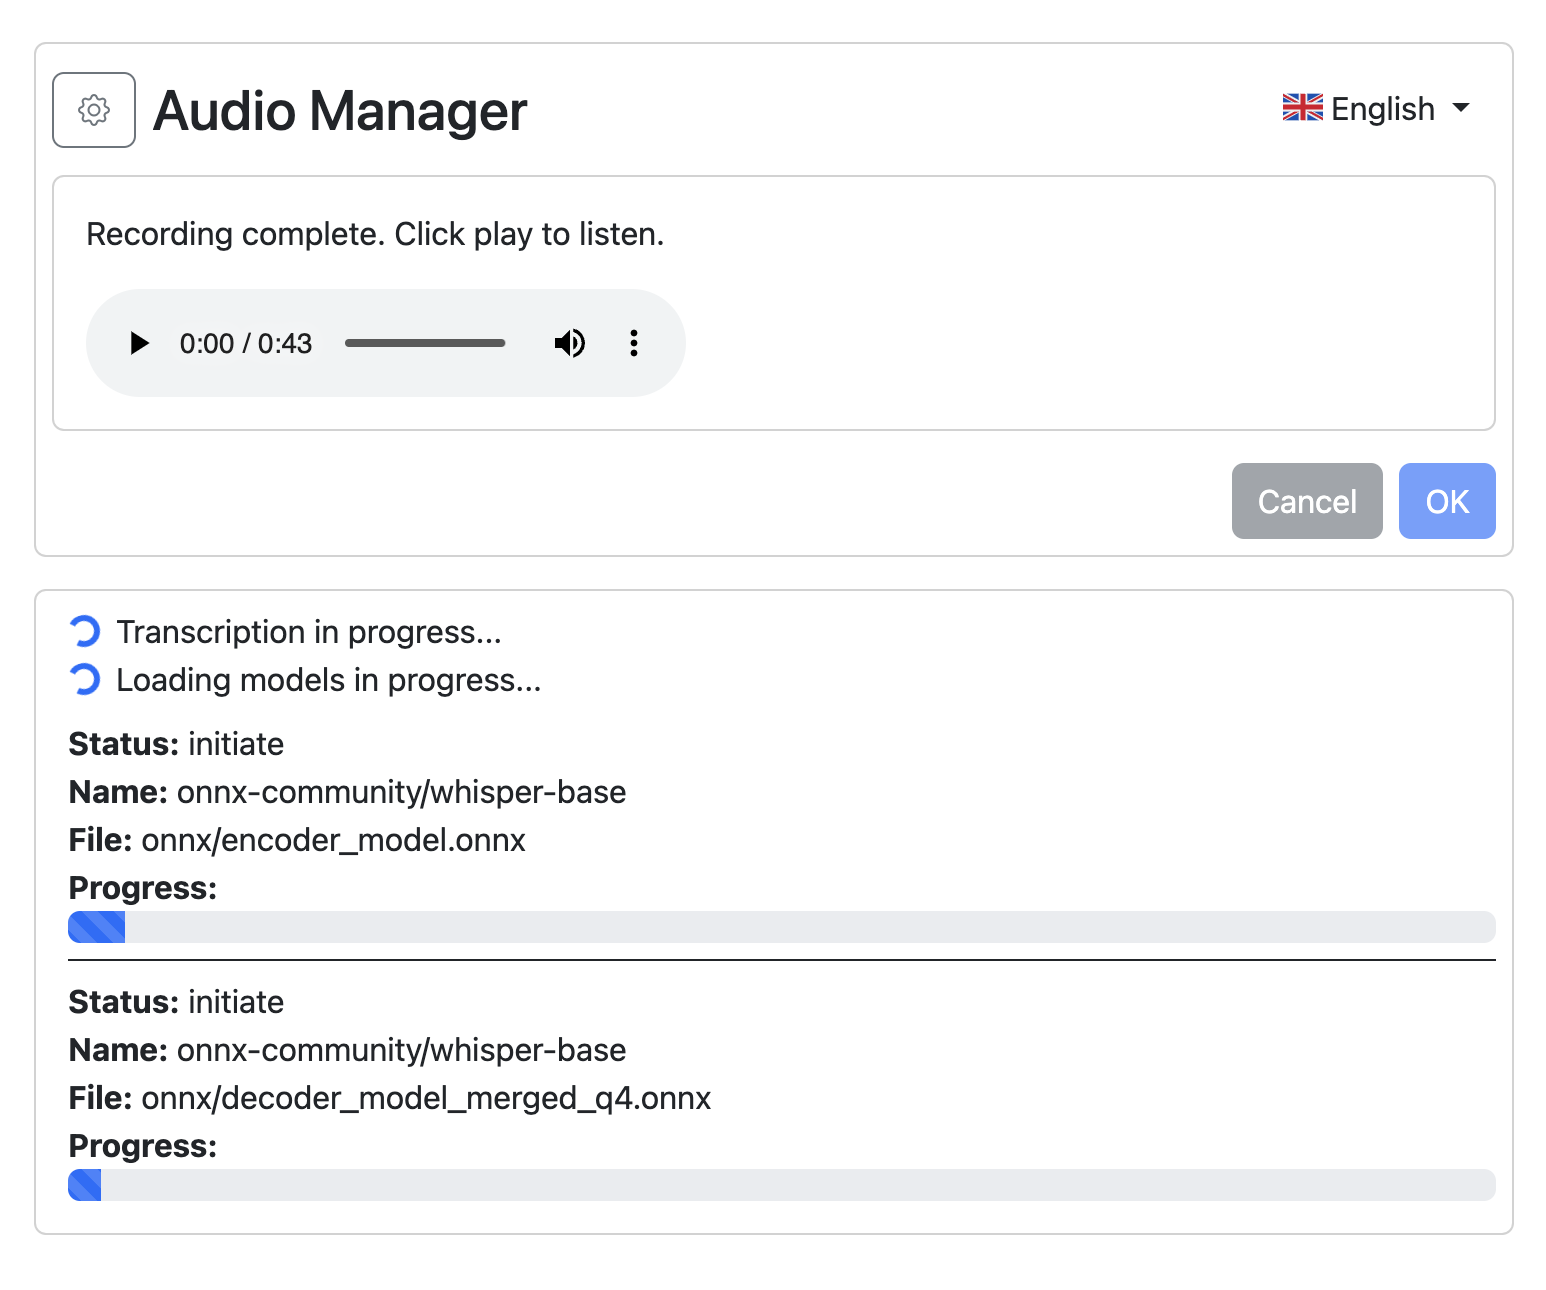 Audio Manager
English
Recording complete. Click play to listen.
0:00 / 0:43
Cancel
OK
Transcription in progress...
Loading models in progress...
Status: initiate
Name: onnx-community/whisper-base
File: onnx/encoder_model.onnx
Progress:
Status: initiate
Name: onnx-community/whisper-base
File: onnx/decoder_model_merged_q4.onnx
Progress: